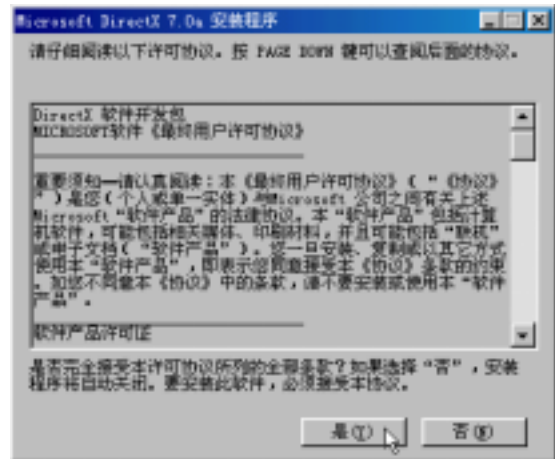 Microsoft DirectX 7.0a 安装程序
请仔细阅读以下许可协议。按 PAGE DOWN 键可以查阅后面的协议。
DirectX 软件开发包
MICROSOFT软件《最终用户许可协议》
重要须知—请认真阅读：本《最终用户许可协议》（“《协议》
”）是您（个人或单一实体）与Microsoft 公司之间有关上述
Microsoft“软件产品”的法律协议。本“软件产品”包括计算
机软件，可能包括相关媒体、印刷材料，并且可能包括“联机”
或电子文档（“软件产品”）。您一旦安装、复制或以其它方式
使用本“软件产品”，即表示您同意接受本《协议》条款的约束
。如您不同意本《协议》中的条款，请不要安装或使用本“软件
产品”。
软件产品许可证
是否完全接受本许可协议所列的全部条款？如果选择“否”，安装
程序将自动关闭。要安装此软件，必须接受本协议。
是(Y) 否(N)